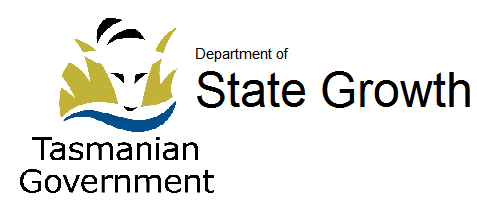 Department of
State Growth
Tasmanian
Government